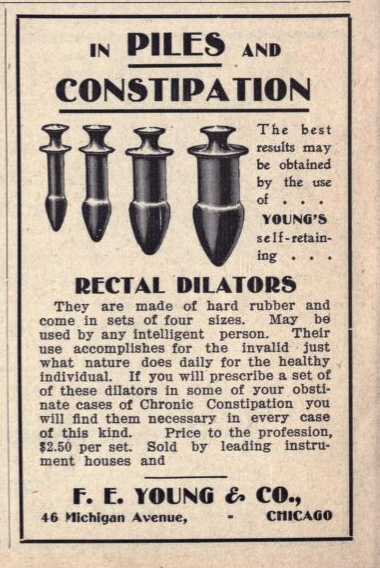 IN PILES AND
CONSTIPATION
The best
results may
be obtained
by the use
of . . .
YOUNG'S
self-retain-
ing . . .
RECTAL DILATORS
They are made of hard rubber and
come in sets of four sizes. May be
used by any intelligent person. Their
use accomplishes for the invalid just
what nature does daily for the healthy
individual. If you will prescribe a set of
of these dilators in some of your obsti-
nate cases of Chronic Constipation you
will find them necessary in every case
of this kind. Price to the profession,
$2.50 per set. Sold by leading instru-
ment houses and
F. E. YOUNG & CO.,
46 Michigan Avenue, - CHICAGO